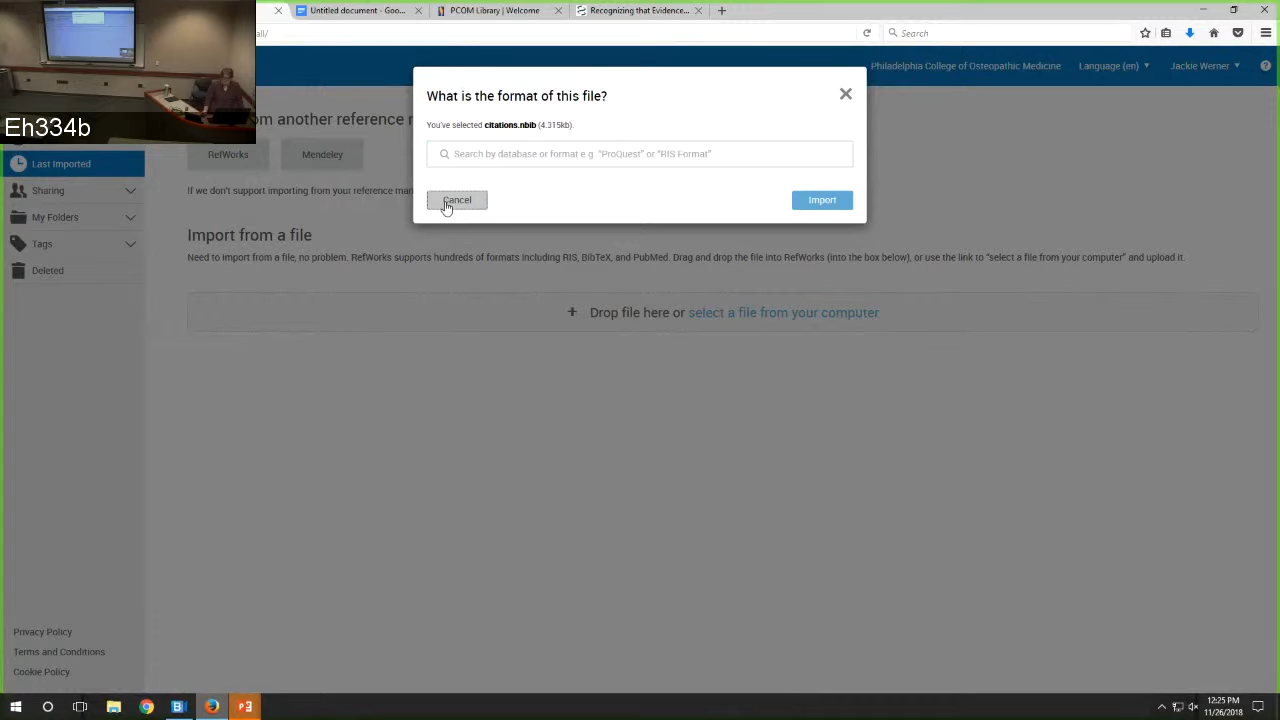 Untitled document - Goo...
PCOM Library | Welcome
Recognizing that Evidence...
all/
Search
Philadelphia College of Osteopathic Medicine
Language (en)
Jackie Werner
What is the format of this file?
You've selected citations.nbib (4.315kb).
Search by database or format e.g. "ProQuest" or "RIS Format"
Cancel
Import
Eh334b
om another reference r
RefWorks
Mendeley
If we don't support importing from your reference man
Last Imported
Sharing
My Folders
Tags
Deleted
Import from a file
Need to import from a file, no problem. RefWorks supports hundreds of formats including RIS, BibTeX, and PubMed. Drag and drop the file into RefWorks (into the box below), or use the link to "select a file from your computer" and upload it.
+ Drop file here or select a file from your computer
Privacy Policy
Terms and Conditions
Cookie Policy
12:25 PM
11/26/2018